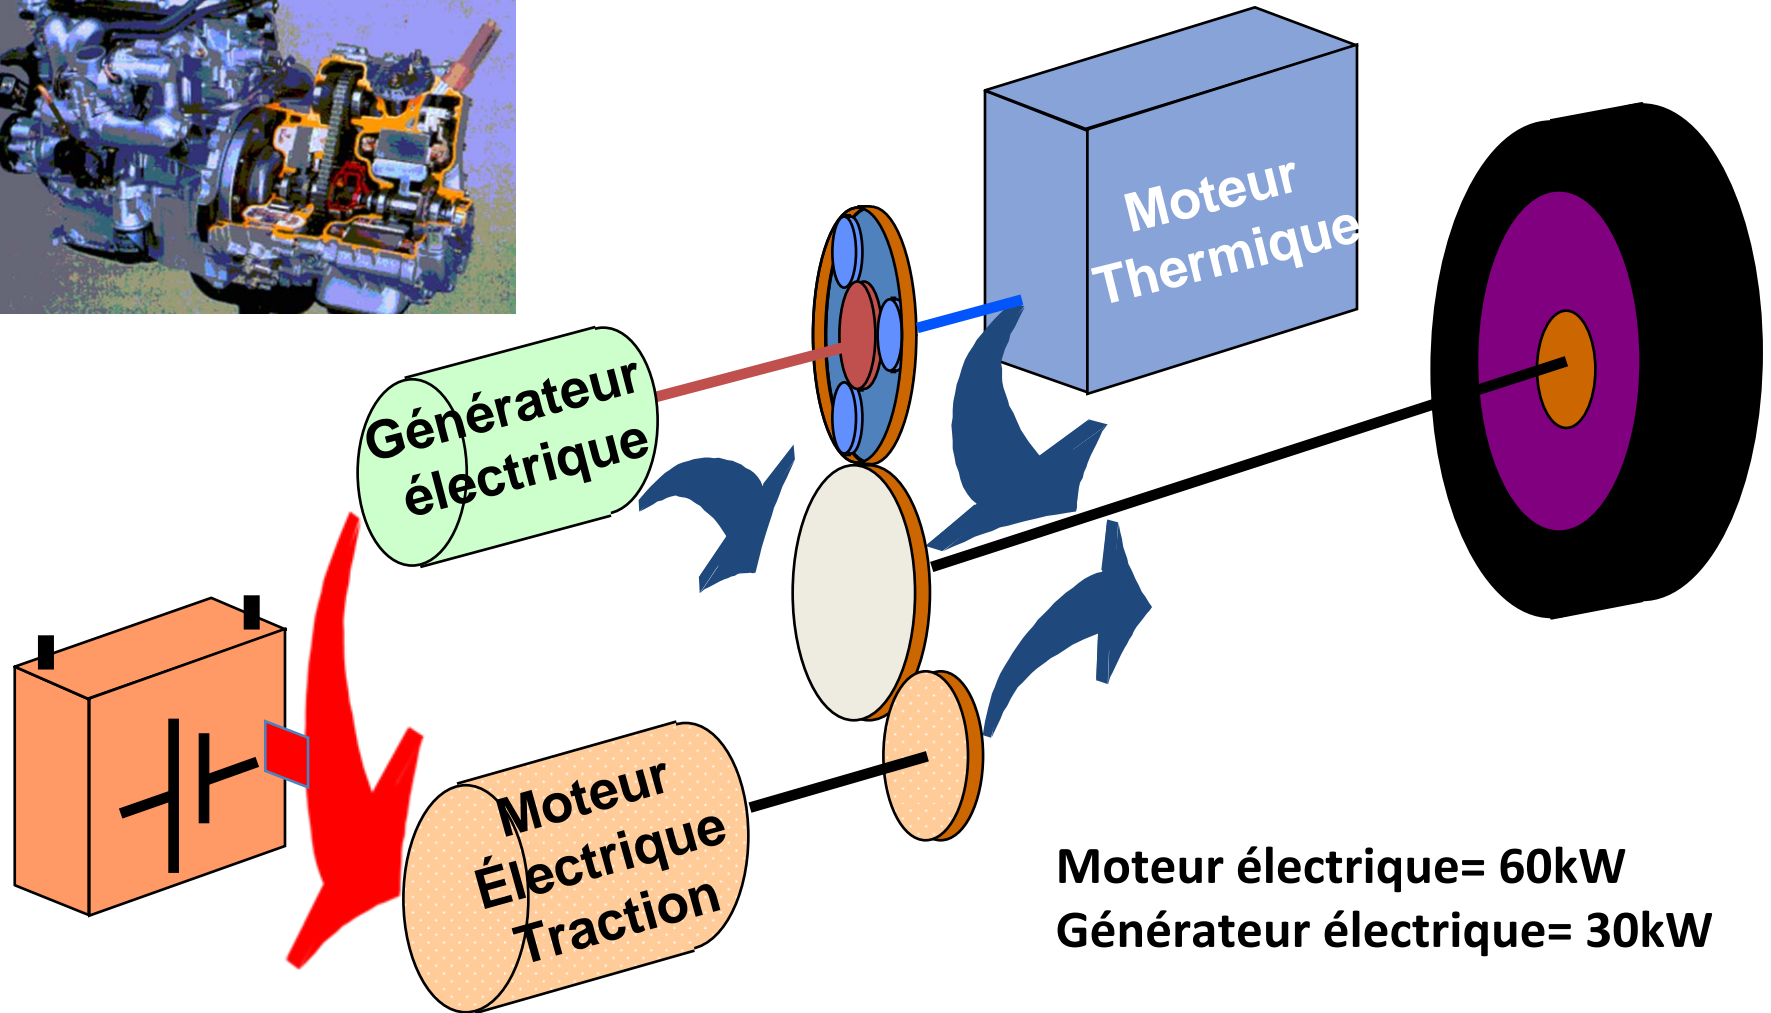 Moteur
Thermique
Générateur
électrique
Moteur
Électrique
Traction
Moteur électrique= 60kW
Générateur électrique= 30kW